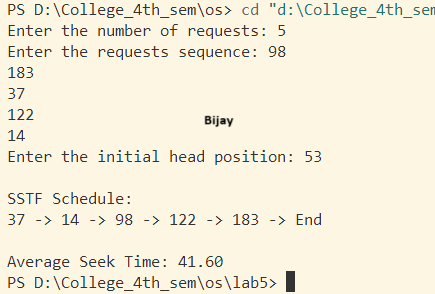 PS D:\College_4th_sem\os> cd "d:\College_4th_sem
Enter the number of requests: 5
Enter the requests sequence: 98
183
37
122
Bijay
14
Enter the initial head position: 53
SSTF Schedule:
37 -> 14 -> 98 -> 122 -> 183 -> End
Average Seek Time: 41.60
PS D:\College_4th_sem\os\lab5>